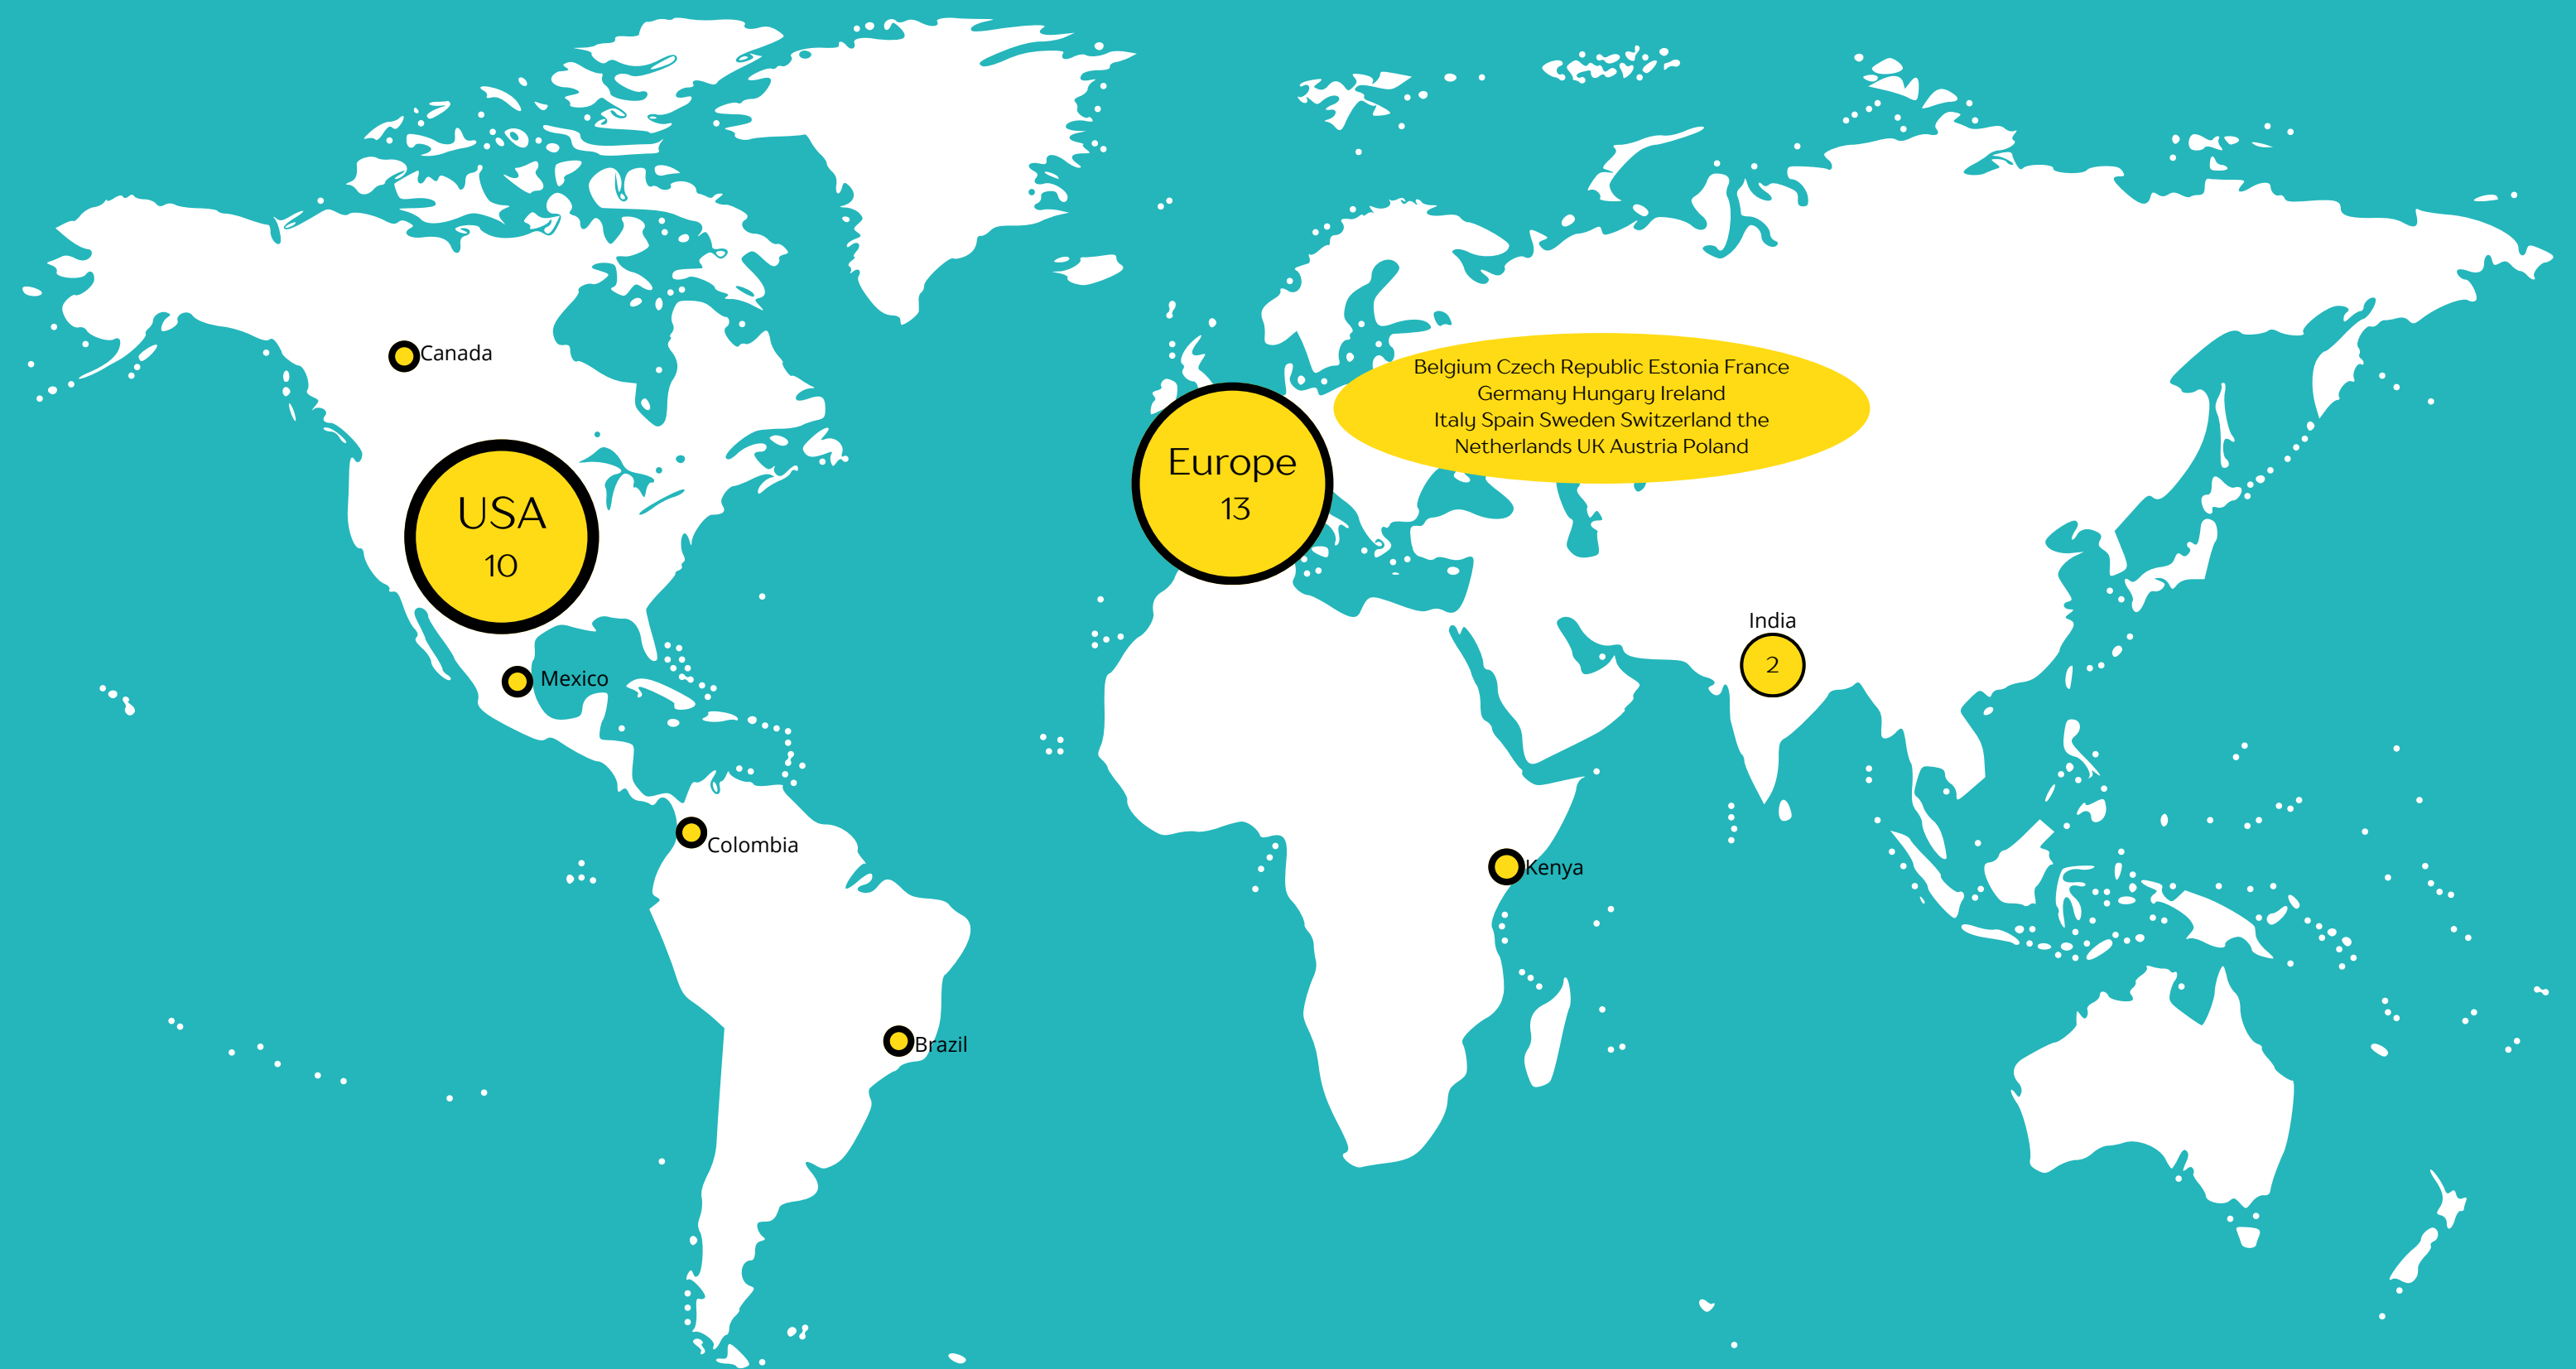 Canada
Belgium Czech Republic Estonia France
Germany Hungary Ireland
Italy Spain Sweden Switzerland the
Netherlands UK Austria Poland
Europe
13
USA
10
India
2
Mexico
Colombia
Kenya
Brazil